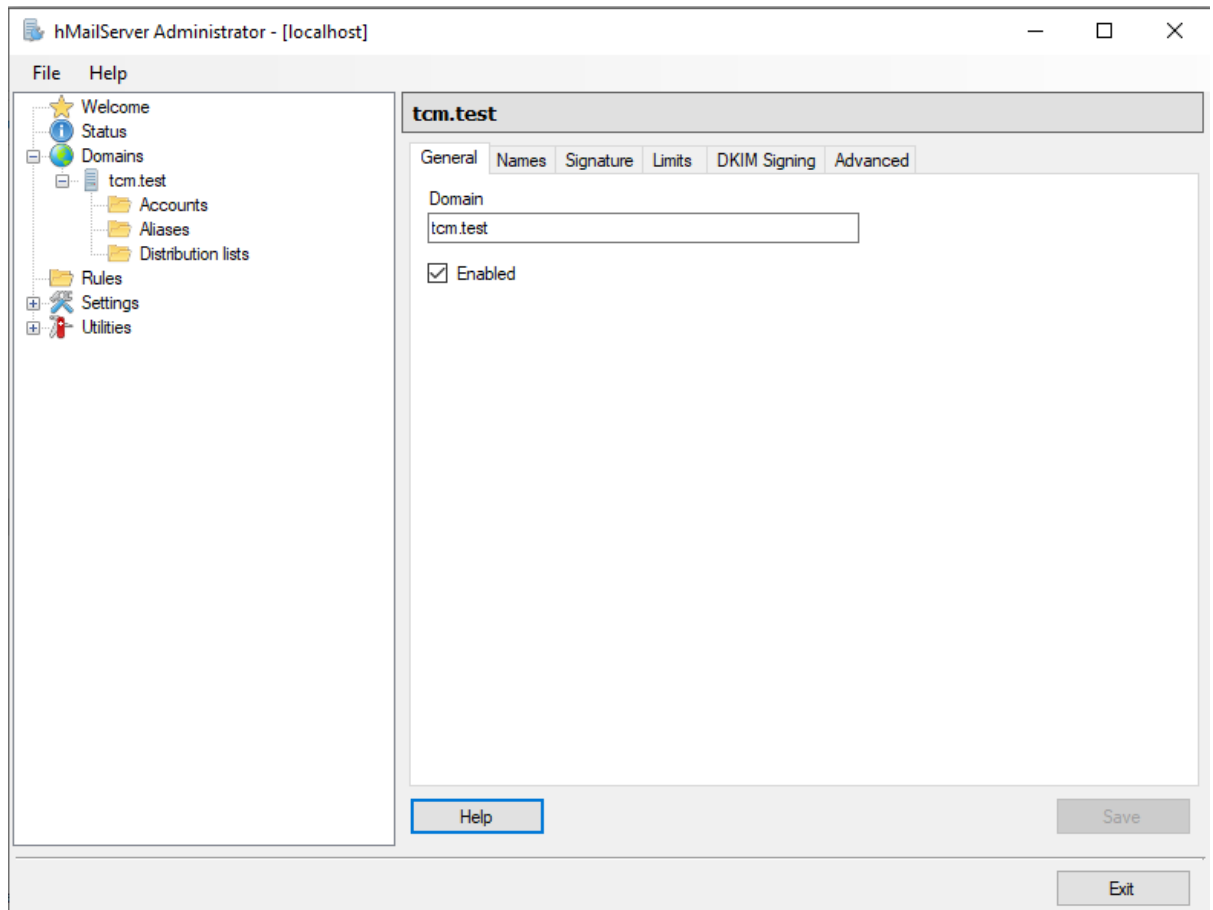 hMailServer Administrator - [localhost]
File Help
Welcome
Status
Domains
tcm.test
Accounts
Aliases
Distribution lists
Rules
Settings
Utilities
tcm.test
General Names Signature Limits DKIM Signing Advanced
Domain
tcm.test
Enabled
Help
Save
Exit